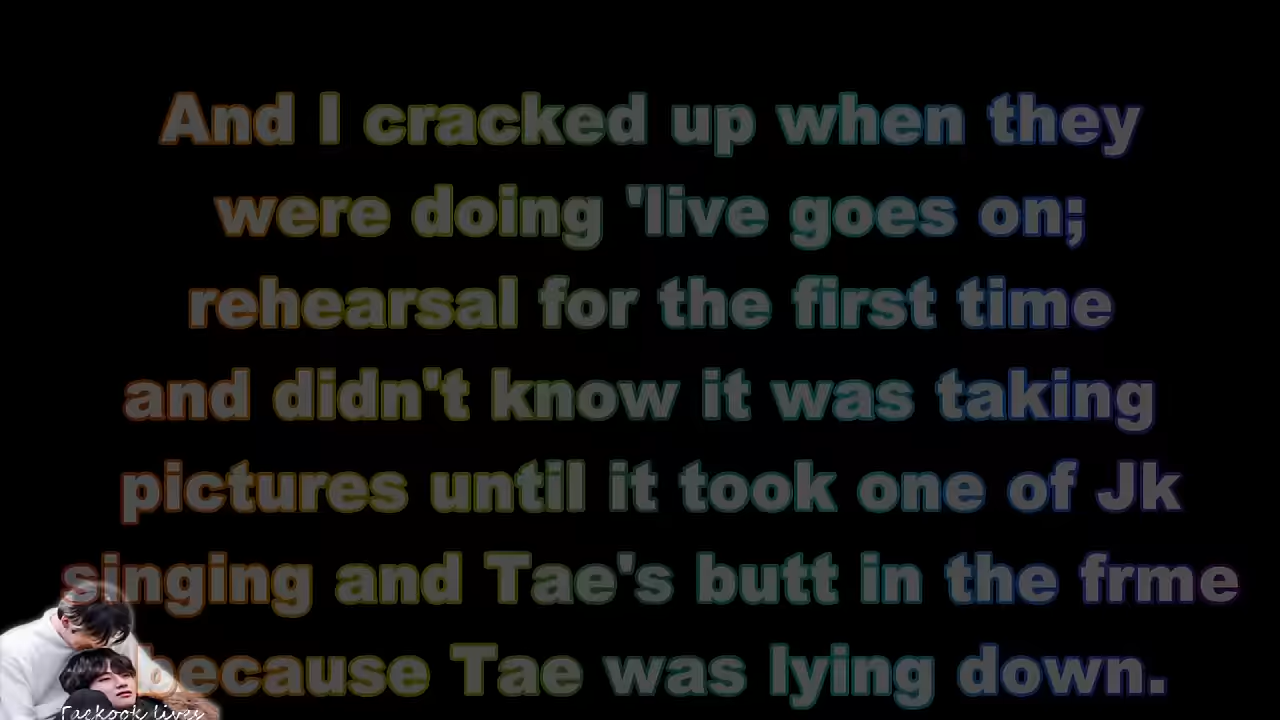 And I cracked up when they
were doing 'live goes on;
rehearsal for the first time
and didn't know it was taking
pictures until it took one of Jk
singing and Tae's butt in the frme
because Tae was lying down.
Taekook lives